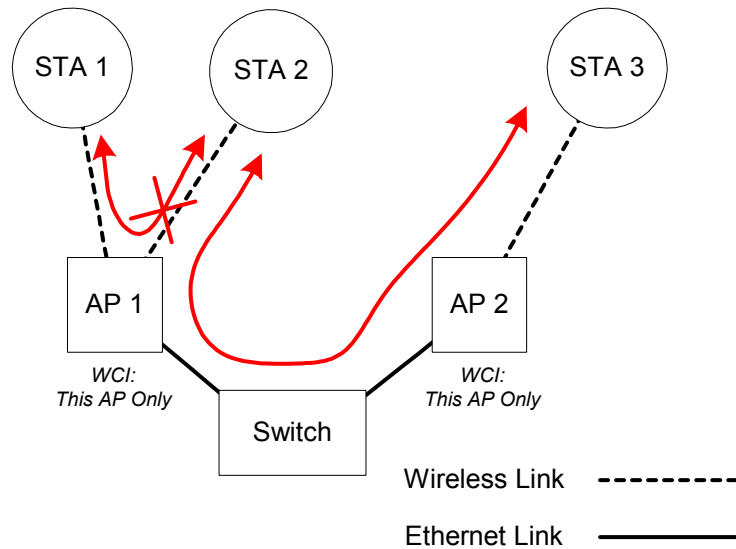 STA 1
STA 2
STA 3
AP 1
AP 2
WCI:
This AP Only
WCI:
This AP Only
Switch
Wireless Link
Ethernet Link